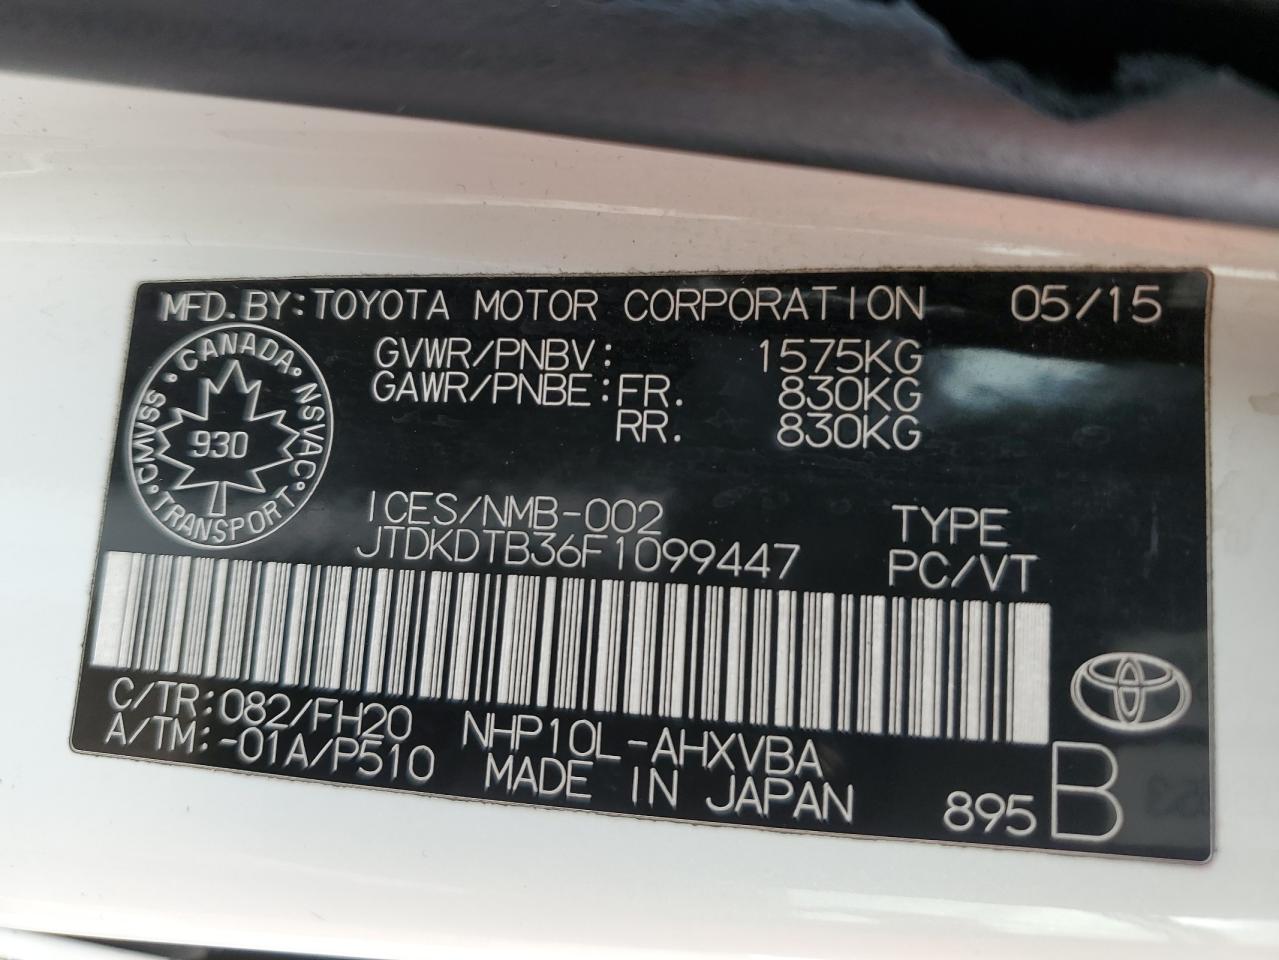 MFD. BY: TOYOTA MOTOR CORPORATION 05/15
GVWR/PNBV: 1575KG
GAWR/PNBE: FR. 830KG
RR. 830KG
CANADA
CMVSS NSVAC
930
TRANSPORT
ICES/NMB-002
TYPE
JTDKDTB36F1099447
PC/VT
C/TR: 082/FH20 NHP10L-AHXVBA
A/TM: -01A/P510 MADE IN JAPAN
895 B